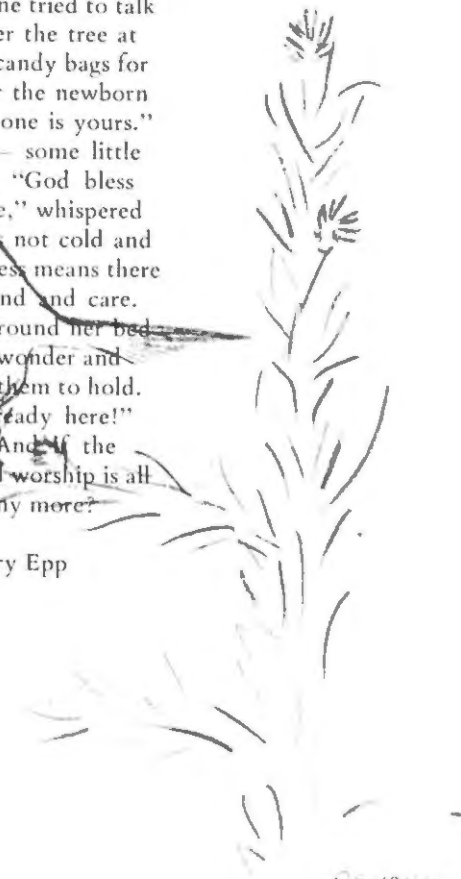 ne tried to talk
er the tree at
candy bags for
r the newborn
one is yours."
— some little
"God bless
e," whispered
s not cold and
ess means there
nd and care.
round her bed
wonder and
them to hold.
eady here!"
And if the
l worship is all
ny more?
ry Epp